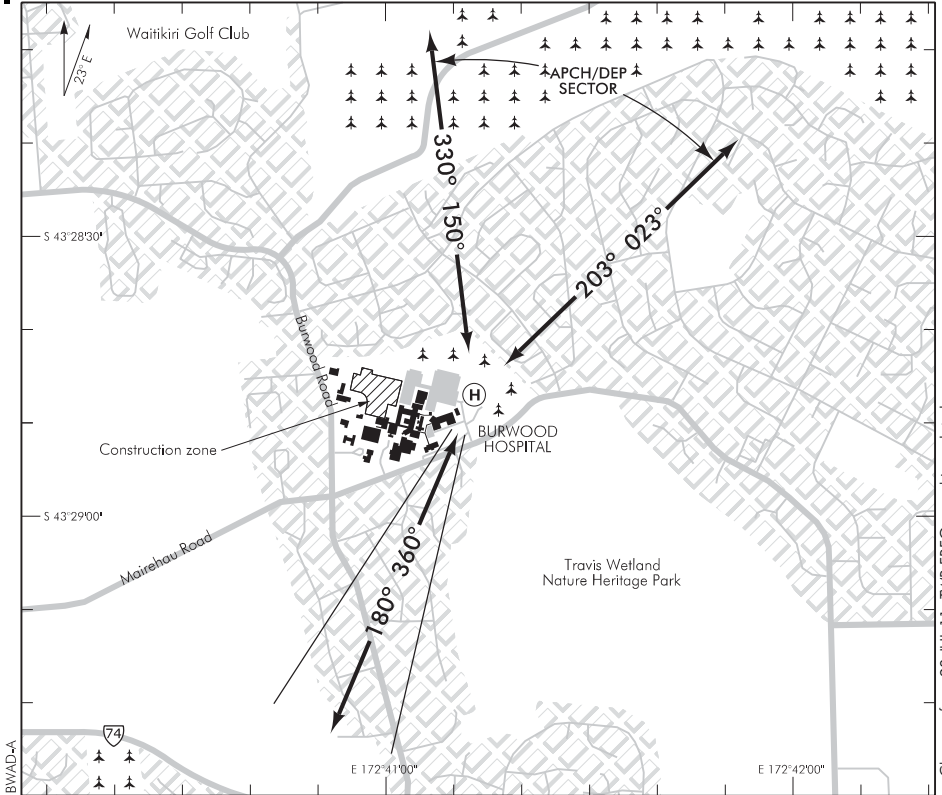 Waitikiri Golf Club
23° E
APCH/DEP
SECTOR
330° 150°
203° 023°
S 43°28'30"
Burwood Road
H
Construction zone
BURWOOD
HOSPITAL
S 43°29'00"
Mairehau Road
180° 360°
Travis Wetland
Nature Heritage Park
74
E 172°41'00"
E 172°42'00"
BWAD-A